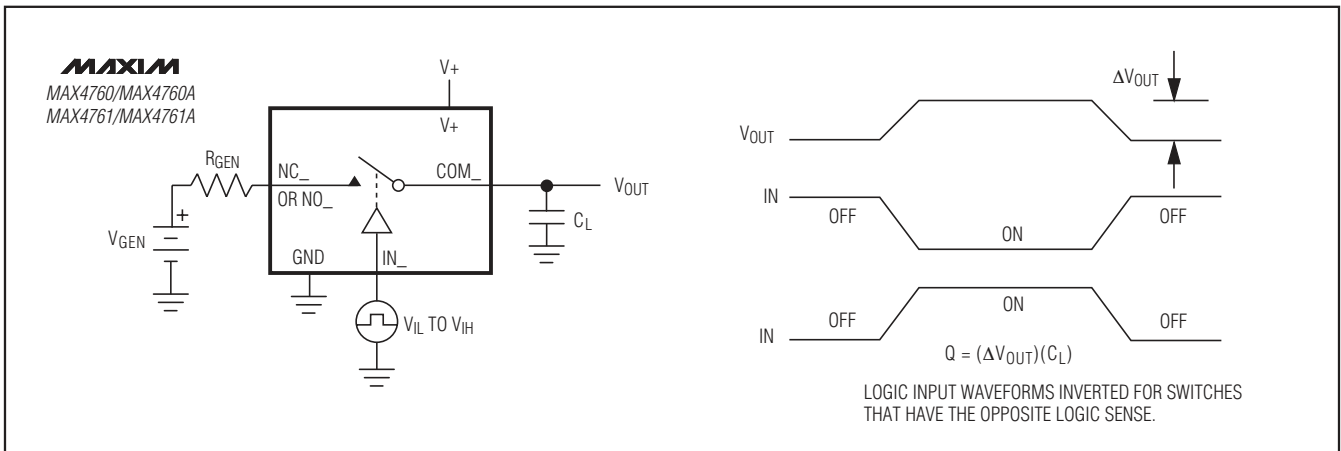 MAXIM
MAX4760/MAX4760A
MAX4761/MAX4761A
V+
V+
RGEN
NC_
OR NO_
COM_
VOUT
CL
+
VGEN
GND
IN_
VIL TO VIH
ΔVOUT
VOUT
IN
OFF
ON
OFF
IN
OFF
ON
OFF
Q = (ΔVOUT)(CL)
LOGIC INPUT WAVEFORMS INVERTED FOR SWITCHES
THAT HAVE THE OPPOSITE LOGIC SENSE.